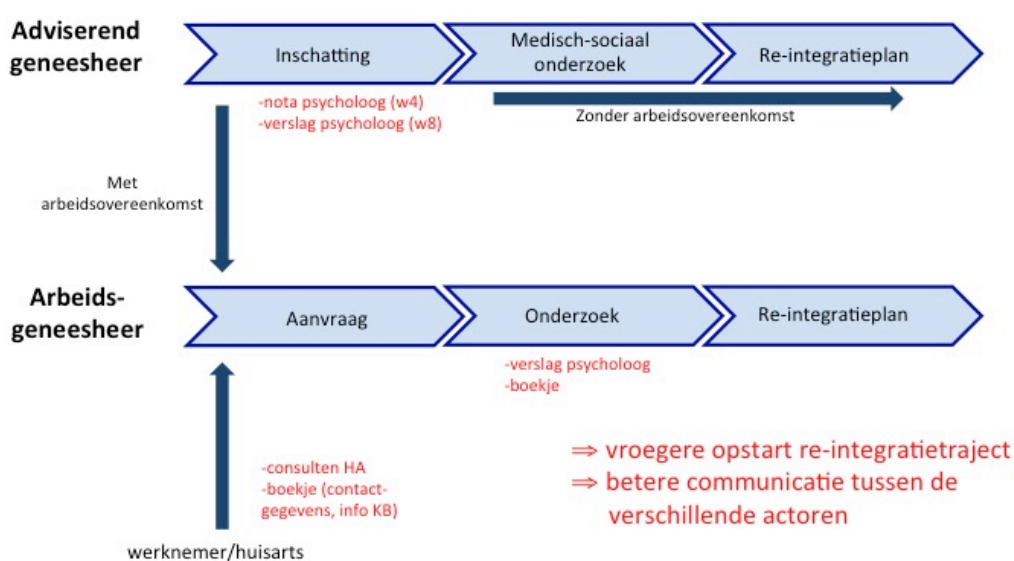 Adviserend
geneesheer
Inschatting
Medisch-sociaal
onderzoek
Re-integratieplan
-nota psycholoog (w4)
-verslag psycholoog (w8)
Zonder arbeidsovereenkomst
Met
arbeidsovereenkomst
Arbeids-
geneesheer
Aanvraag
Onderzoek
Re-integratieplan
-verslag psycholoog
-boekje
-consulten HA
-boekje (contact-
gegevens, info KB)
⇒ vroegere opstart re-integratietraject
⇒ betere communicatie tussen de
verschillende actoren
werknemer/huisarts